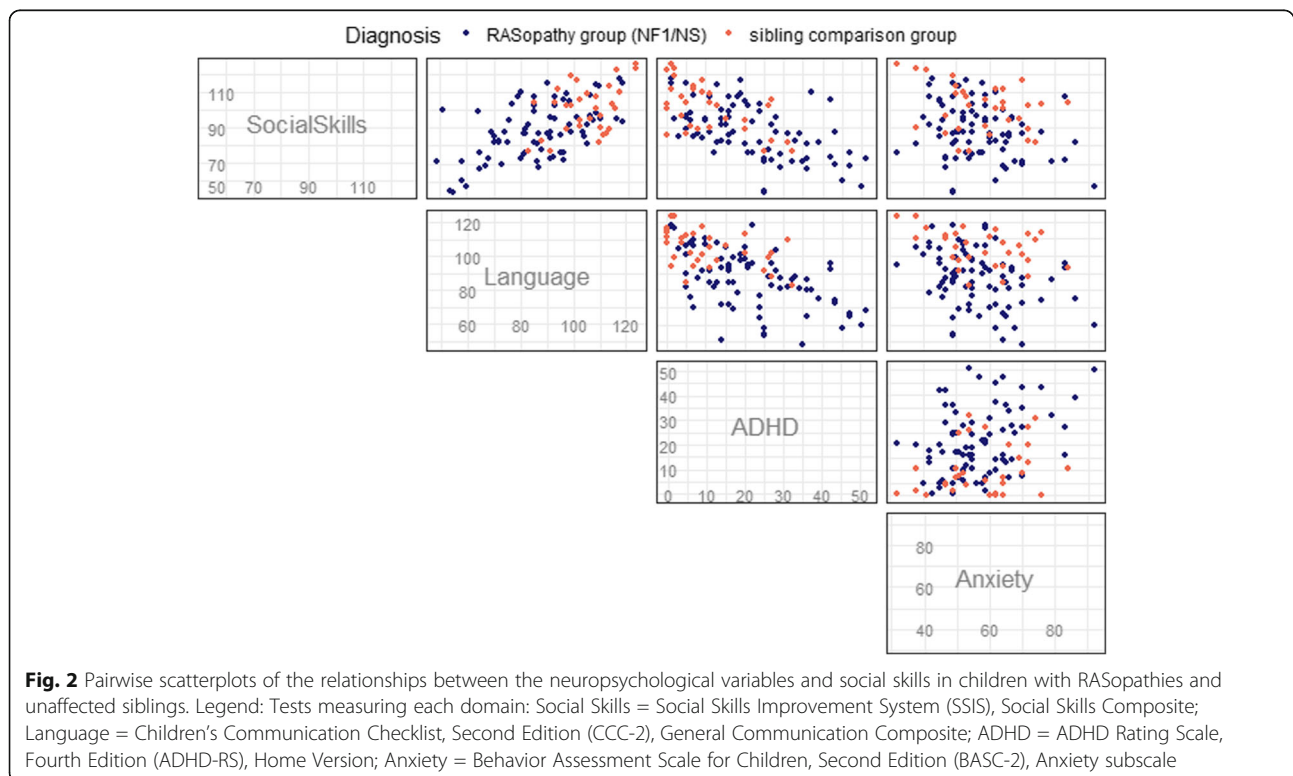 Diagnosis RASopathy group (NF1/NS) sibling comparison group
110
90 SocialSkills
70
50 70 90 110
120
100 Language
80
60 80 100 120
50
40
30 ADHD
20
10
0 10 20 30 40 50
80
Anxiety
60
40 60 80
Fig. 2 Pairwise scatterplots of the relationships between the neuropsychological variables and social skills in children with RASopathies and
unaffected siblings. Legend: Tests measuring each domain: Social Skills = Social Skills Improvement System (SSIS), Social Skills Composite;
Language = Children's Communication Checklist, Second Edition (CCC-2), General Communication Composite; ADHD = ADHD Rating Scale,
Fourth Edition (ADHD-RS), Home Version; Anxiety = Behavior Assessment Scale for Children, Second Edition (BASC-2), Anxiety subscale